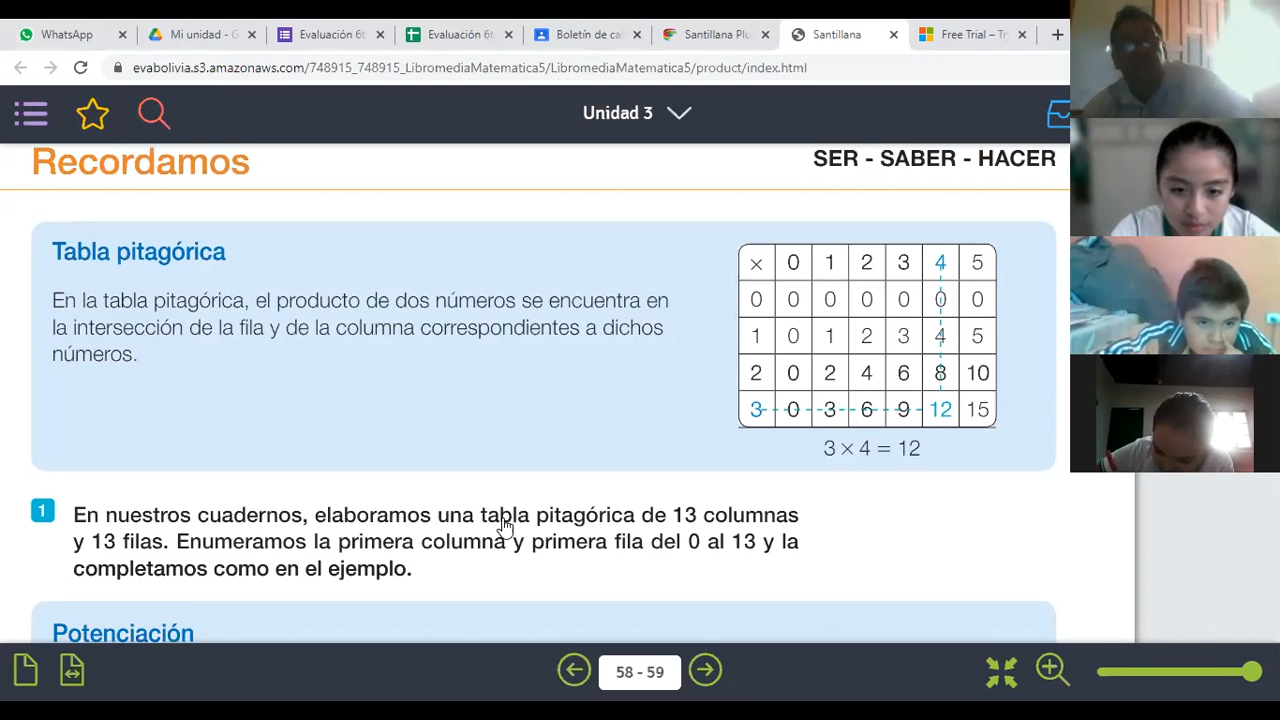 WhatsApp
Mi unidad - G
Evaluación 6t
Evaluación 6t
Boletín de cal
Santillana Plu
Santillana
Free Trial – Tr
evabolivia.s3.amazonaws.com/748915_748915_LibromediaMatematica5/LibromediaMatematica5/product/index.html
Unidad 3
Recordamos
SER - SABER - HACER
Tabla pitagórica
En la tabla pitagórica, el producto de dos números se encuentra en
la intersección de la fila y de la columna correspondientes a dichos
números.
× 0 1 2 3 4 5
0 0 0 0 0 0 0
1 0 1 2 3 4 5
2 0 2 4 6 8 10
3 0 3 6 9 12 15
3 × 4 = 12
1 En nuestros cuadernos, elaboramos una tabla pitagórica de 13 columnas
y 13 filas. Enumeramos la primera columna y primera fila del 0 al 13 y la
completamos como en el ejemplo.
Potenciación
58 - 59